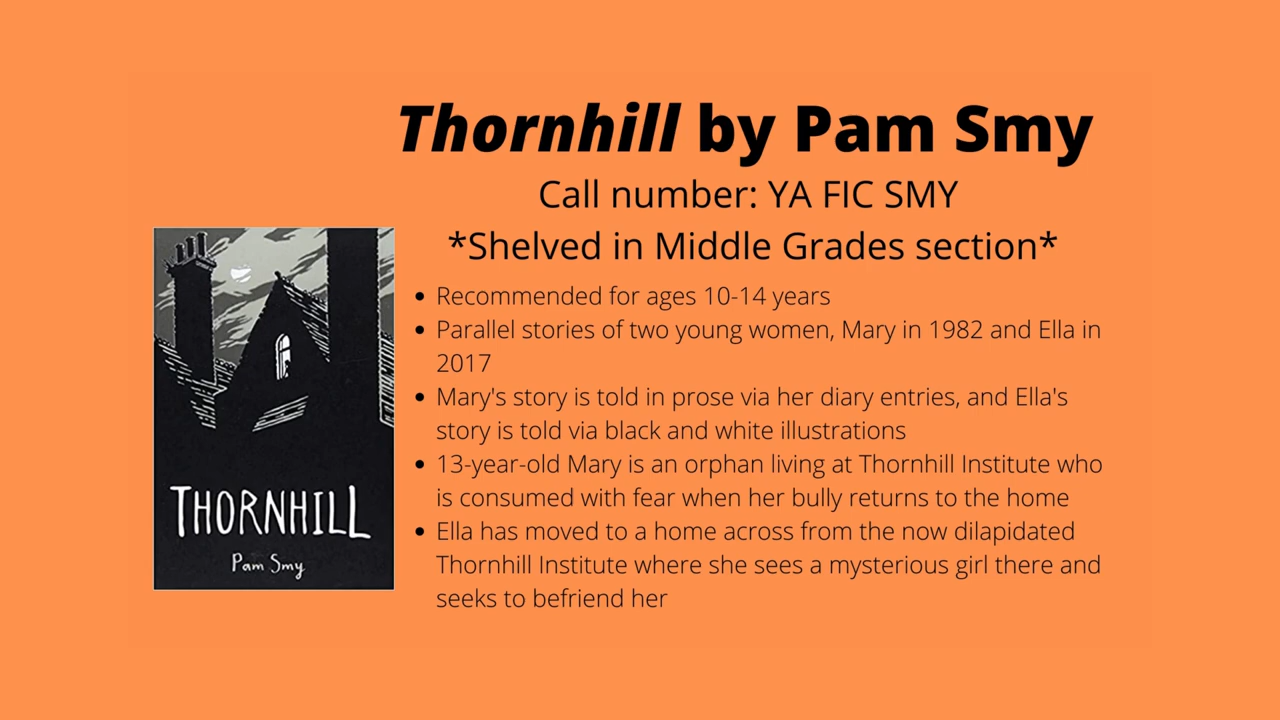 Thornhill by Pam Smy
Call number: YA FIC SMY
*Shelved in Middle Grades section*
• Recommended for ages 10-14 years
• Parallel stories of two young women, Mary in 1982 and Ella in
2017
• Mary's story is told in prose via her diary entries, and Ella's
story is told via black and white illustrations
• 13-year-old Mary is an orphan living at Thornhill Institute who
is consumed with fear when her bully returns to the home
• Ella has moved to a home across from the now dilapidated
Thornhill Institute where she sees a mysterious girl there and
seeks to befriend her
THORNHILL
Pam Smy